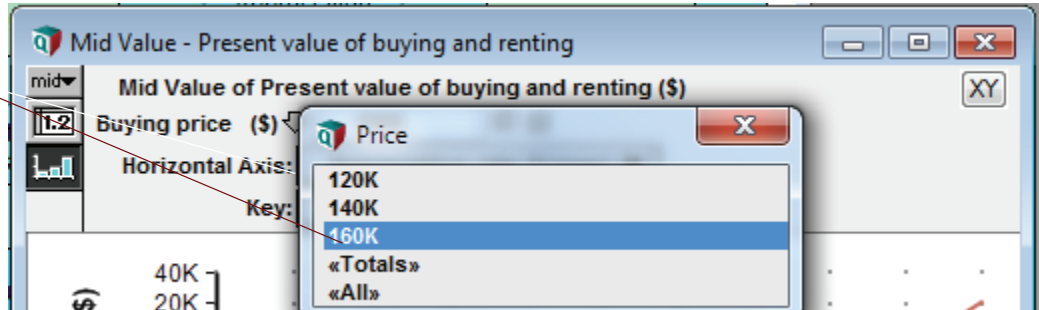 Mid Value - Present value of buying and renting
mid
Mid Value of Present value of buying and renting ($)
XY
1.2
Buying price ($)
Price
Horizontal Axis:
120K
Key:
140K
160K
«Totals»
«All»
40K
20K
$)